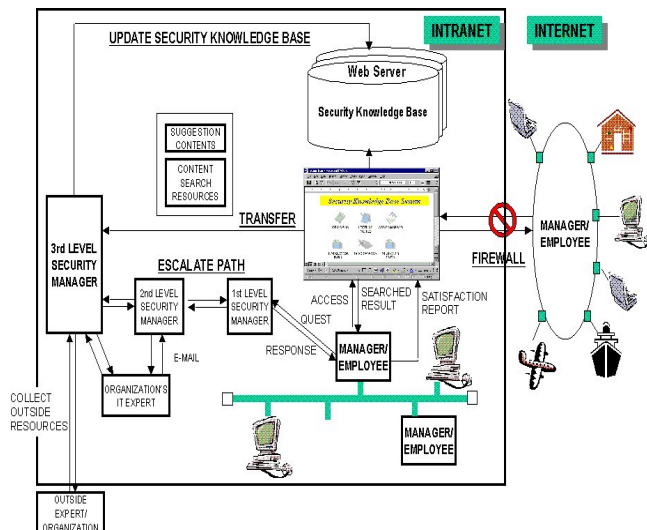 UPDATE SECURITY KNOWLEDGE BASE
INTRANET
INTERNET
Web Server
Security Knowledge Base
SUGGESTION
CONTENTS
CONTENT
SEARCH
RESOURCES
Security Knowledge Base System
TRANSFER
3rd LEVEL
SECURITY
MANAGER
ESCALATE PATH
2nd LEVEL
SECURITY
MANAGER
1st LEVEL
SECURITY
MANAGER
ACCESS
SEARCHED
RESULT
SATISFACTION
REPORT
FIREWALL
MANAGER/
EMPLOYEE
QUEST
RESPONSE
MANAGER/
EMPLOYEE
E-MAIL
ORGANIZATION'S
IT EXPERT
COLLECT
OUTSIDE
RESOURCES
MANAGER/
EMPLOYEE
OUTSIDE
EXPERT/
ORGANIZATION